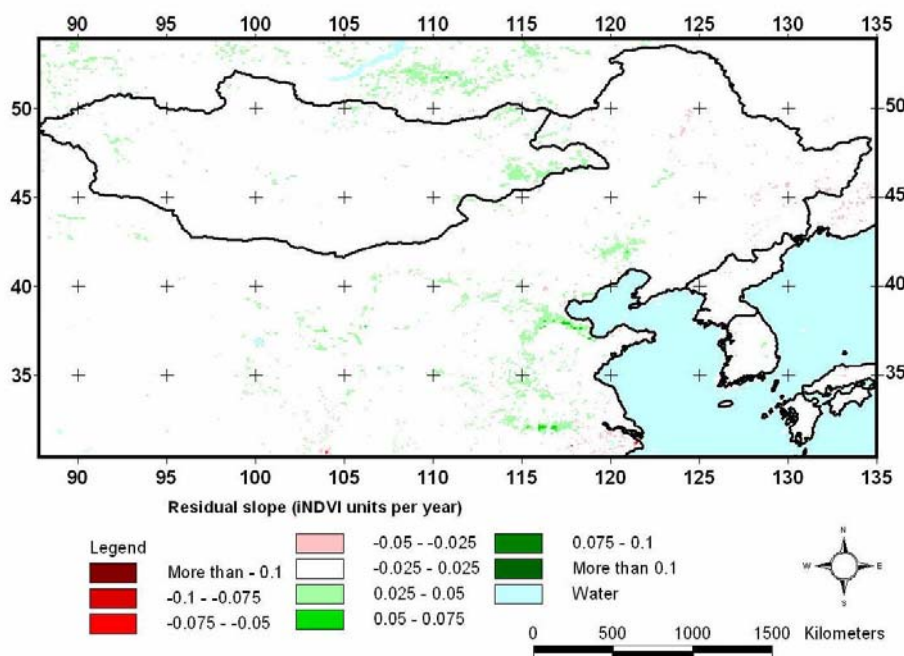 90 95 100 105 110 115 120 125 130 135
50 50
45 45
40 40
35 35
90 95 100 105 110 115 120 125 130 135
Residual slope (iNDVI units per year)
Legend
More than - 0.1
-0.1 - -0.075
-0.075 - -0.05
-0.05 - -0.025
-0.025 - 0.025
0.025 - 0.05
0.05 - 0.075
0.075 - 0.1
More than 0.1
Water
N
W E
S
0 500 1000 1500 Kilometers